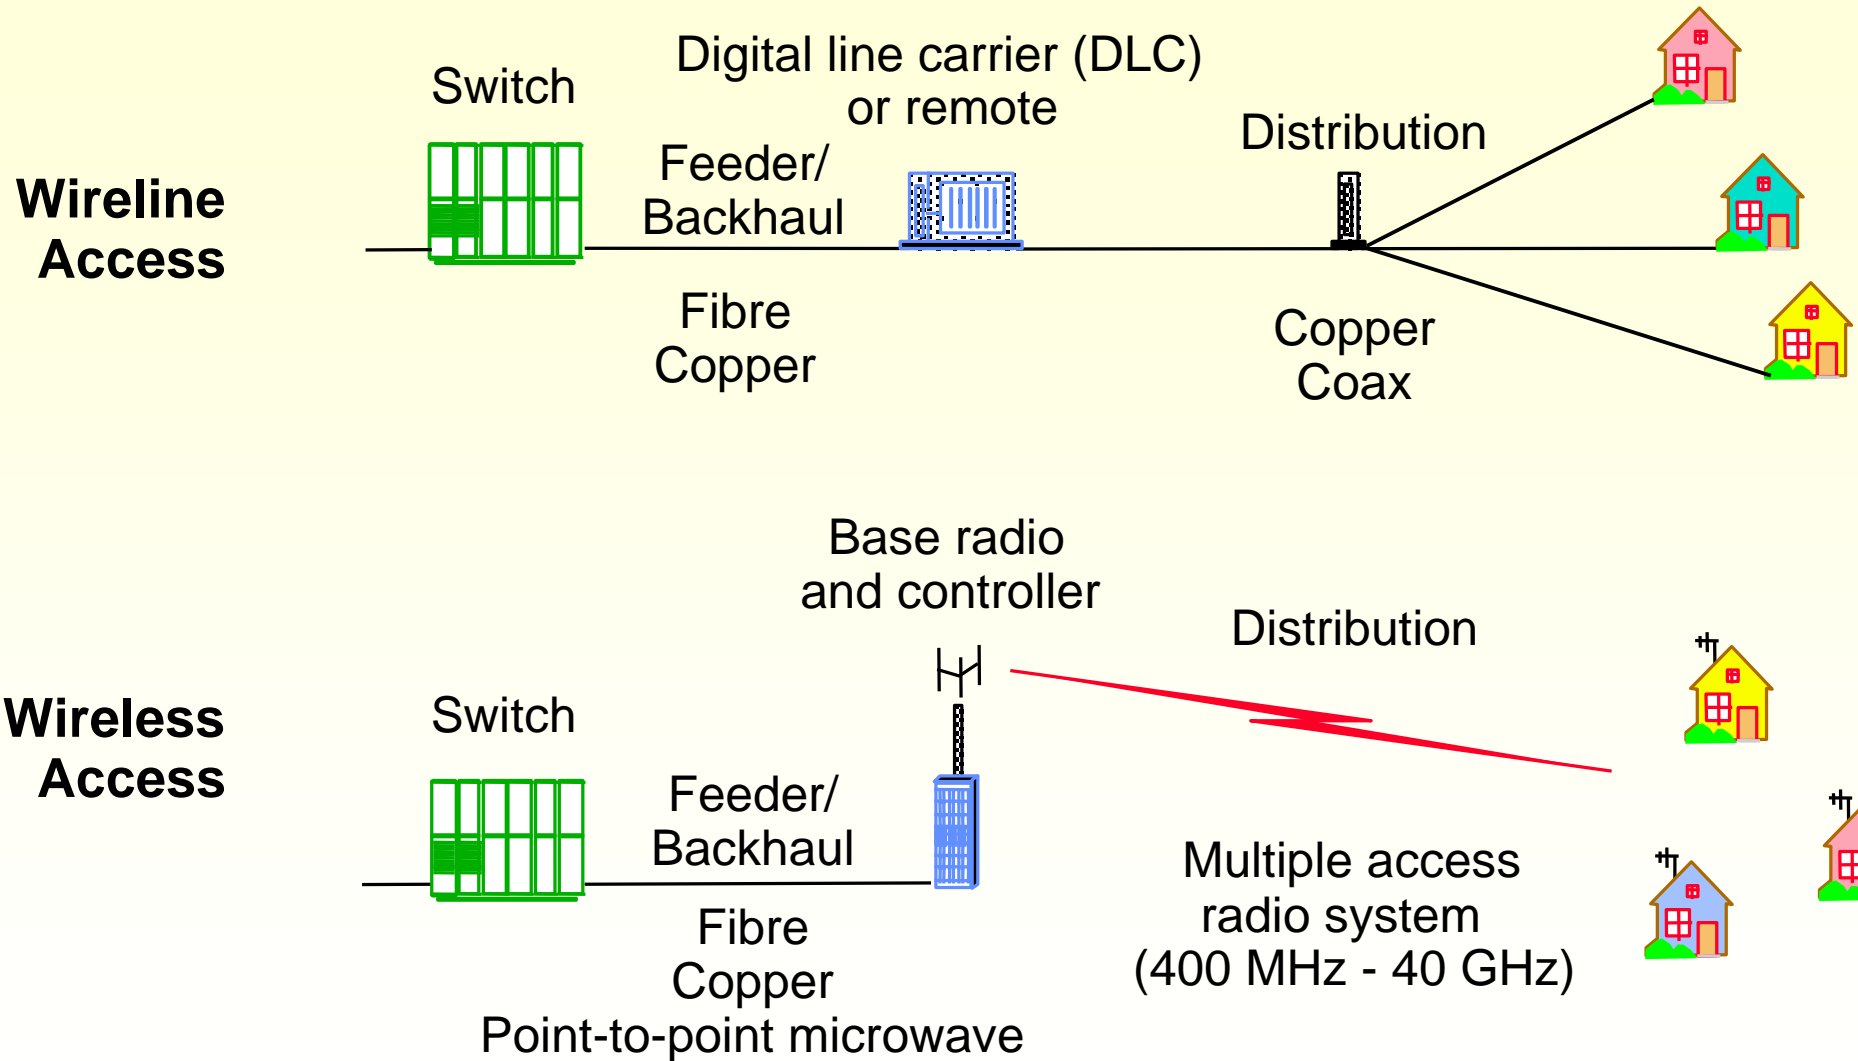 Wireline
Access
Switch
Feeder/
Backhaul
Fibre
Copper
Digital line carrier (DLC)
or remote
Distribution
Copper
Coax
Wireless
Access
Switch
Feeder/
Backhaul
Fibre
Copper
Point-to-point microwave
Base radio
and controller
Distribution
Multiple access
radio system
(400 MHz - 40 GHz)